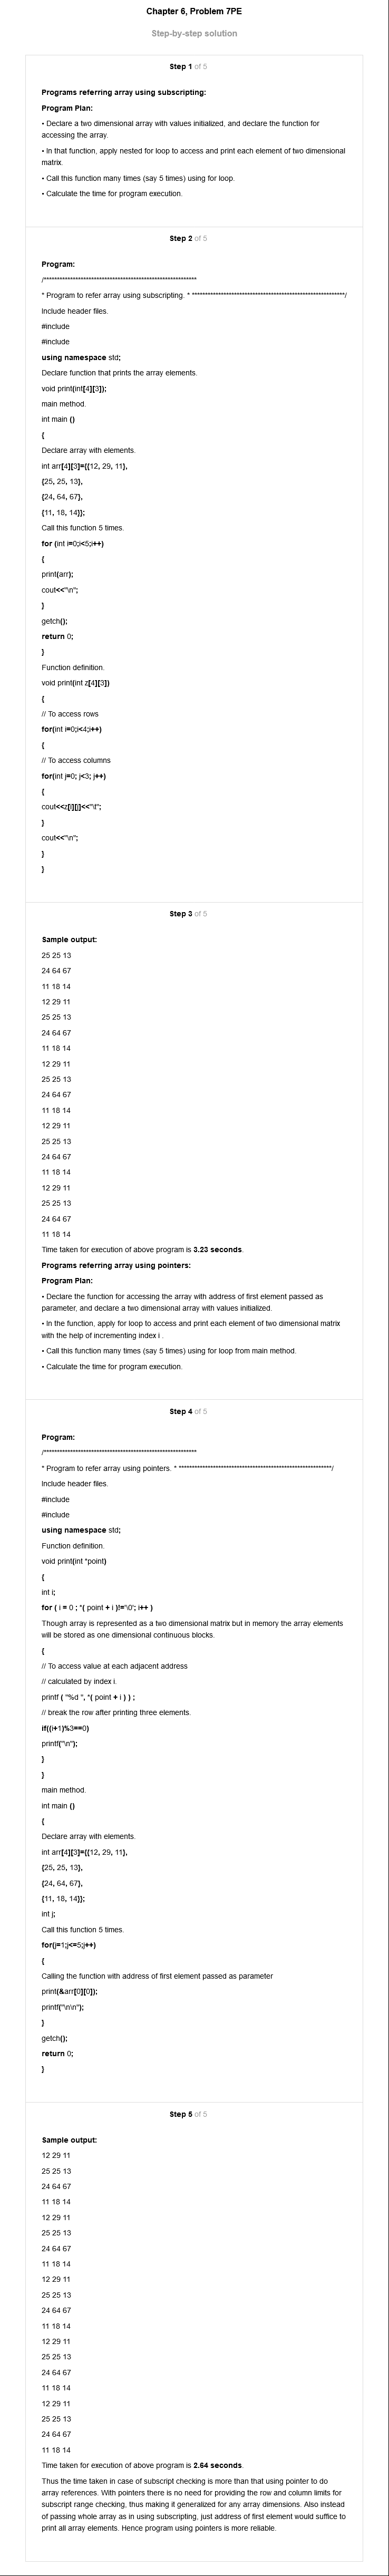 Chapter 6, Problem 7PE
Step-by-step solution
Step 1 of 5
Programs referring array using subscripting:
Program Plan:
• Declare a two dimensional array with values initialized, and declare the function for
accessing the array.
• In that function, apply nested for loop to access and print each element of two dimensional
matrix.
• Call this function many times (say 5 times) using for loop.
• Calculate the time for program execution.
Step 2 of 5
Program:
/***********************************************************
* Program to refer array using subscripting. * ***********************************************************/
Include header files.
#include
#include
using namespace std;
Declare function that prints the array elements.
void print(int[4][3]);
main method.
int main ()
{
Declare array with elements.
int arr[4][3]={{12, 29, 11},
{25, 25, 13},
{24, 64, 67},
{11, 18, 14}};
Call this function 5 times.
for (int i=0;i<5;i++)
{
print(arr);
cout<<"\n";
}
getch();
return 0;
}
Function definition.
void print(int z[4][3])
{
// To access rows
for(int i=0;i<4;i++)
{
// To access columns
for(int j=0; j<3; j++)
{
cout<<z[i][j]<<"\t";
}
cout<<"\n";
}
}
Step 3 of 5
Sample output:
25 25 13
24 64 67
11 18 14
12 29 11
25 25 13
24 64 67
11 18 14
12 29 11
25 25 13
24 64 67
11 18 14
12 29 11
25 25 13
24 64 67
11 18 14
12 29 11
25 25 13
24 64 67
11 18 14
Time taken for execution of above program is 3.23 seconds.
Programs referring array using pointers:
Program Plan:
• Declare the function for accessing the array with address of first element passed as
parameter, and declare a two dimensional array with values initialized.
• In the function, apply for loop to access and print each element of two dimensional matrix
with the help of incrementing index i .
• Call this function many times (say 5 times) using for loop from main method.
• Calculate the time for program execution.
Step 4 of 5
Program:
/***********************************************************
* Program to refer array using pointers. * ***********************************************************/
Include header files.
#include
#include
using namespace std;
Function definition.
void print(int *point)
{
int i;
for ( i = 0 ; *( point + i )!='\0'; i++ )
Though array is represented as a two dimensional matrix but in memory the array elements
will be stored as one dimensional continuous blocks.
{
// To access value at each adjacent address
// calculated by index i.
printf ( "%d ", *( point + i ) ) ;
// break the row after printing three elements.
if((i+1)%3==0)
printf("\n");
}
}
main method.
int main ()
{
Declare array with elements.
int arr[4][3]={{12, 29, 11},
{25, 25, 13},
{24, 64, 67},
{11, 18, 14}};
int j;
Call this function 5 times.
for(j=1;j<=5;j++)
{
Calling the function with address of first element passed as parameter
print(&arr[0][0]);
printf("\n\n");
}
getch();
return 0;
}
Step 5 of 5
Sample output:
12 29 11
25 25 13
24 64 67
11 18 14
12 29 11
25 25 13
24 64 67
11 18 14
12 29 11
25 25 13
24 64 67
11 18 14
12 29 11
25 25 13
24 64 67
11 18 14
12 29 11
25 25 13
24 64 67
11 18 14
Time taken for execution of above program is 2.64 seconds.
Thus the time taken in case of subscript checking is more than that using pointer to do
array references. With pointers there is no need for providing the row and column limits for
subscript range checking, thus making it generalized for any array dimensions. Also instead
of passing whole array as in using subscripting, just address of first element would suffice to
print all array elements. Hence program using pointers is more reliable.